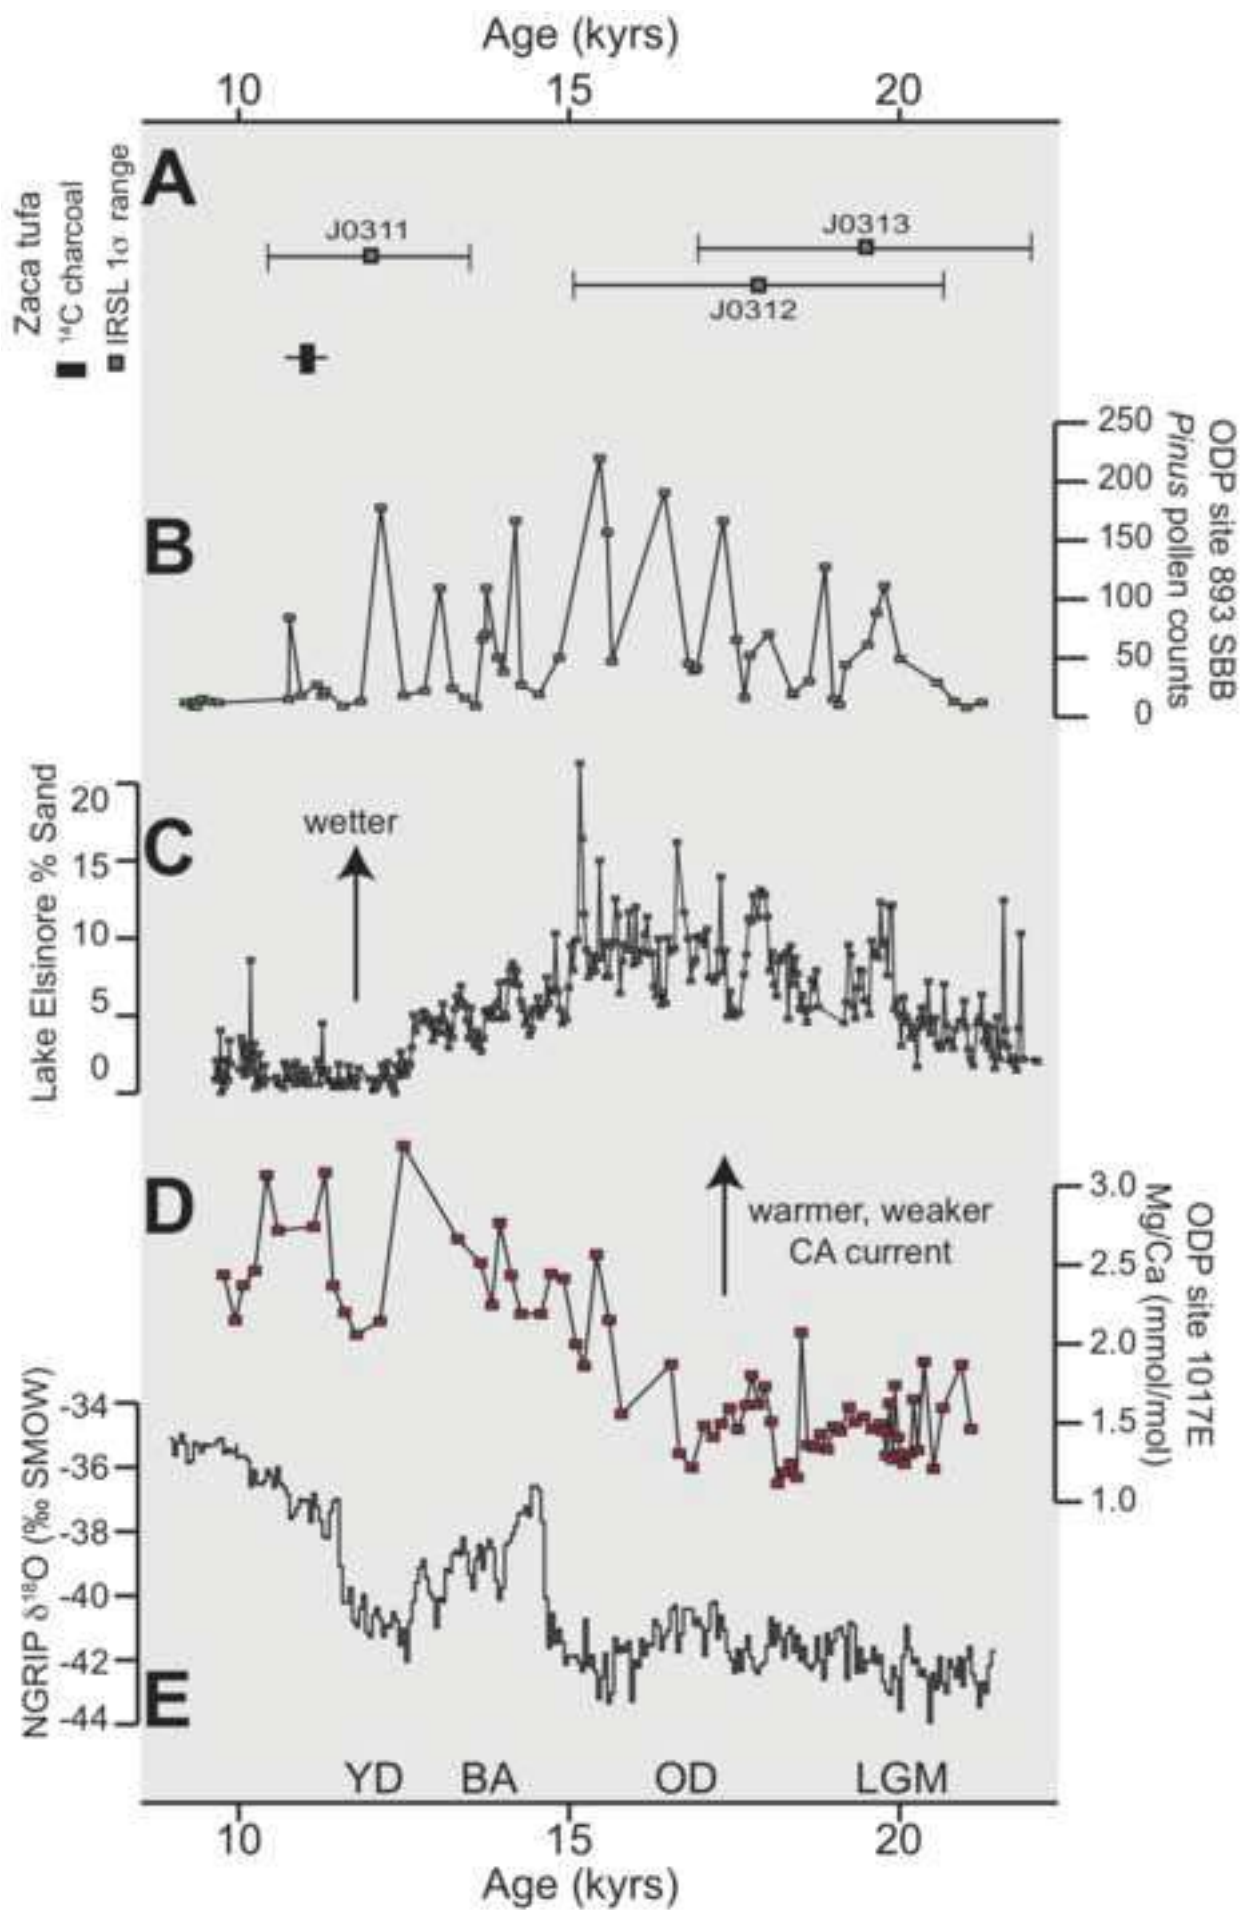 Age (kyrs)
10 15 20
A
Zaca tufa
¹⁴C charcoal
IRSL 1σ range
J0311
J0313
J0312
B
250
200
150
100
50
0
Pinus pollen counts
ODP site 893 SBB
C
Lake Elsinore % Sand
20
15
10
5
0
wetter
D
warmer, weaker
CA current
3.0
2.5
2.0
1.5
1.0
Mg/Ca (mmol/mol)
ODP site 1017E
NGRIP δ¹⁸O (‰ SMOW)
-34
-36
-38
-40
-42
-44
E
YD BA OD LGM
10 15 20
Age (kyrs)